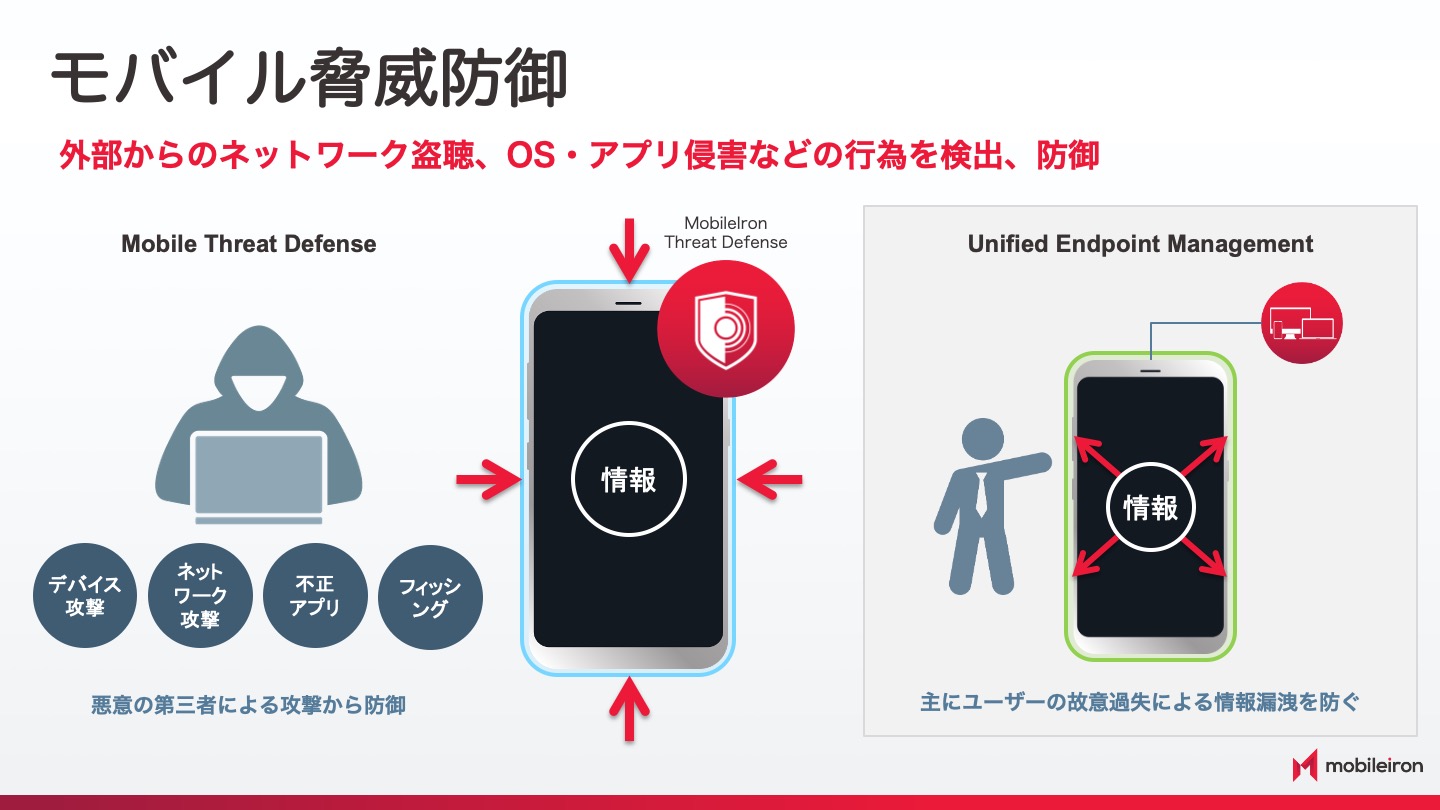 モバイル脅威防御
外部からのネットワーク盗聴、OS・アプリ侵害などの行為を検出、防御
Mobile Threat Defense
MobileIron
Threat Defense
情報
デバイス
攻撃
ネット
ワーク
攻撃
不正
アプリ
フィッシ
ング
悪意の第三者による攻撃から防御
Unified Endpoint Management
情報
主にユーザーの故意過失による情報漏洩を防ぐ
mobileiron